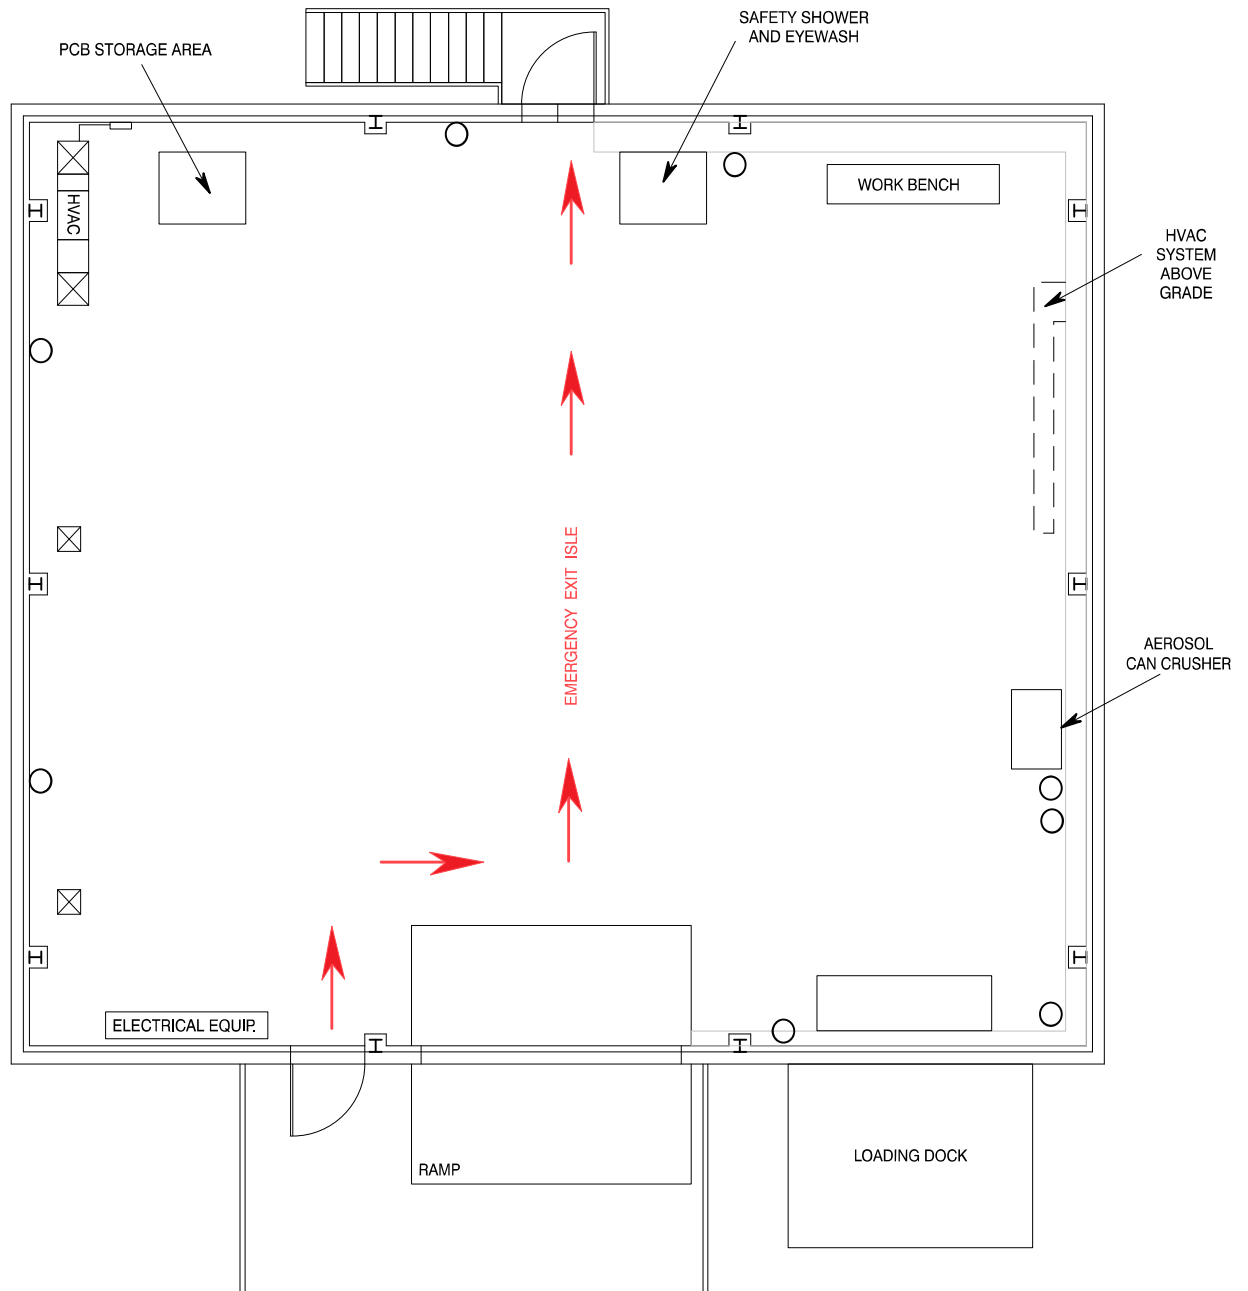 SAFETY SHOWER
AND EYEWASH
PCB STORAGE AREA
WORK BENCH
HVAC
HVAC
SYSTEM
ABOVE
GRADE
EMERGENCY EXIT ISLE
AEROSOL
CAN CRUSHER
ELECTRICAL EQUIP.
RAMP
LOADING DOCK